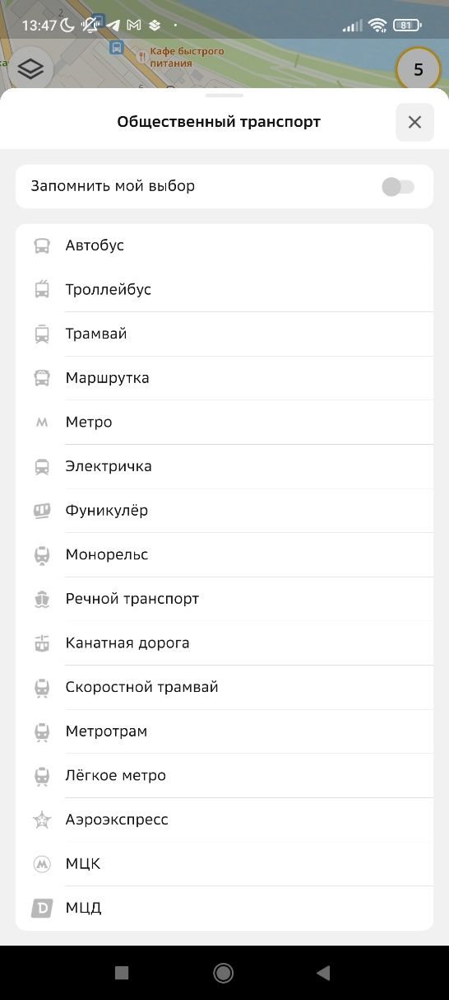 13:47
81
2
Кафе быстрого
питания
5
Общественный транспорт
Запомнить мой выбор
Автобус
Троллейбус
Трамвай
Маршрутка
М Метро
Электричка
Фуникулёр
Монорельс
Речной транспорт
Канатная дорога
Скоростной трамвай
Метротрам
Лёгкое метро
Аэроэкспресс
М МЦК
D МЦД